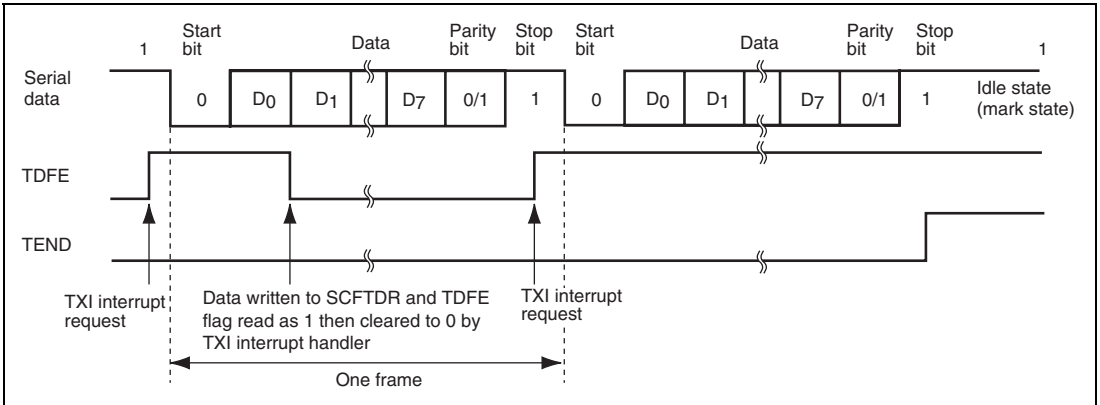 1 Start bit Data Parity bit Stop bit Start bit Data Parity bit Stop bit 1
Serial data 0 D0 D1 D7 0/1 1 0 D0 D1 D7 0/1 1 Idle state (mark state)
TDFE
TEND
TXI interrupt request
Data written to SCFTDR and TDFE
flag read as 1 then cleared to 0 by
TXI interrupt handler
TXI interrupt request
One frame